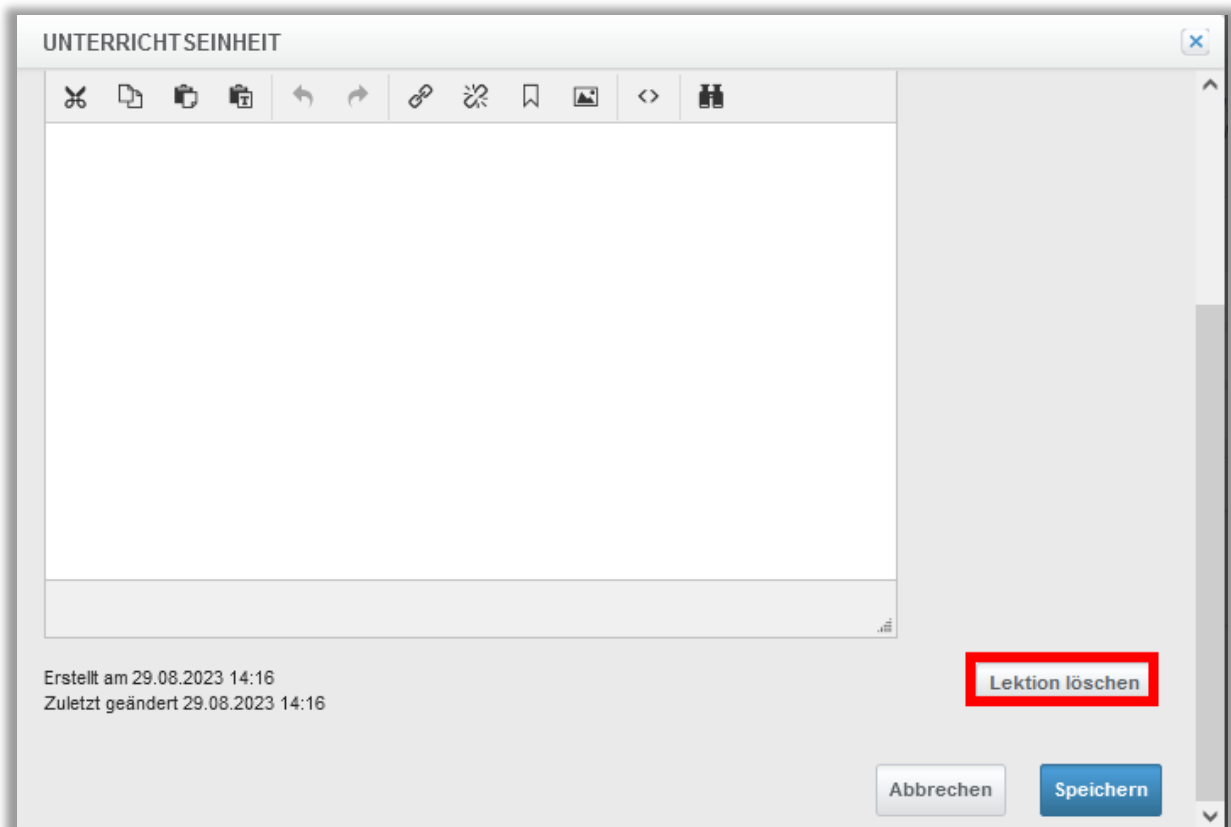 UNTERRICHTSEINHEIT
Erstellt am 29.08.2023 14:16
Zuletzt geändert 29.08.2023 14:16
Lektion löschen
Abbrechen
Speichern